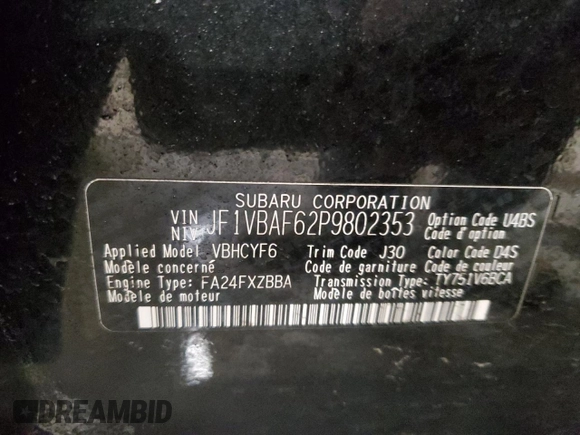 SUBARU CORPORATION
VIN NIV JF1VBAF62P9802353 Option Code U4BS
Code d'option
Applied Model VBHCYF6 Trim Code J30 Color Code D4S
Modèle concerné Code de garniture Code de couleur
Engine Type: FA24FXZBBA Transmission Type: TY751V6BCA
Modèle de moteur Modèle de boîtes vitesse
DREAMBID